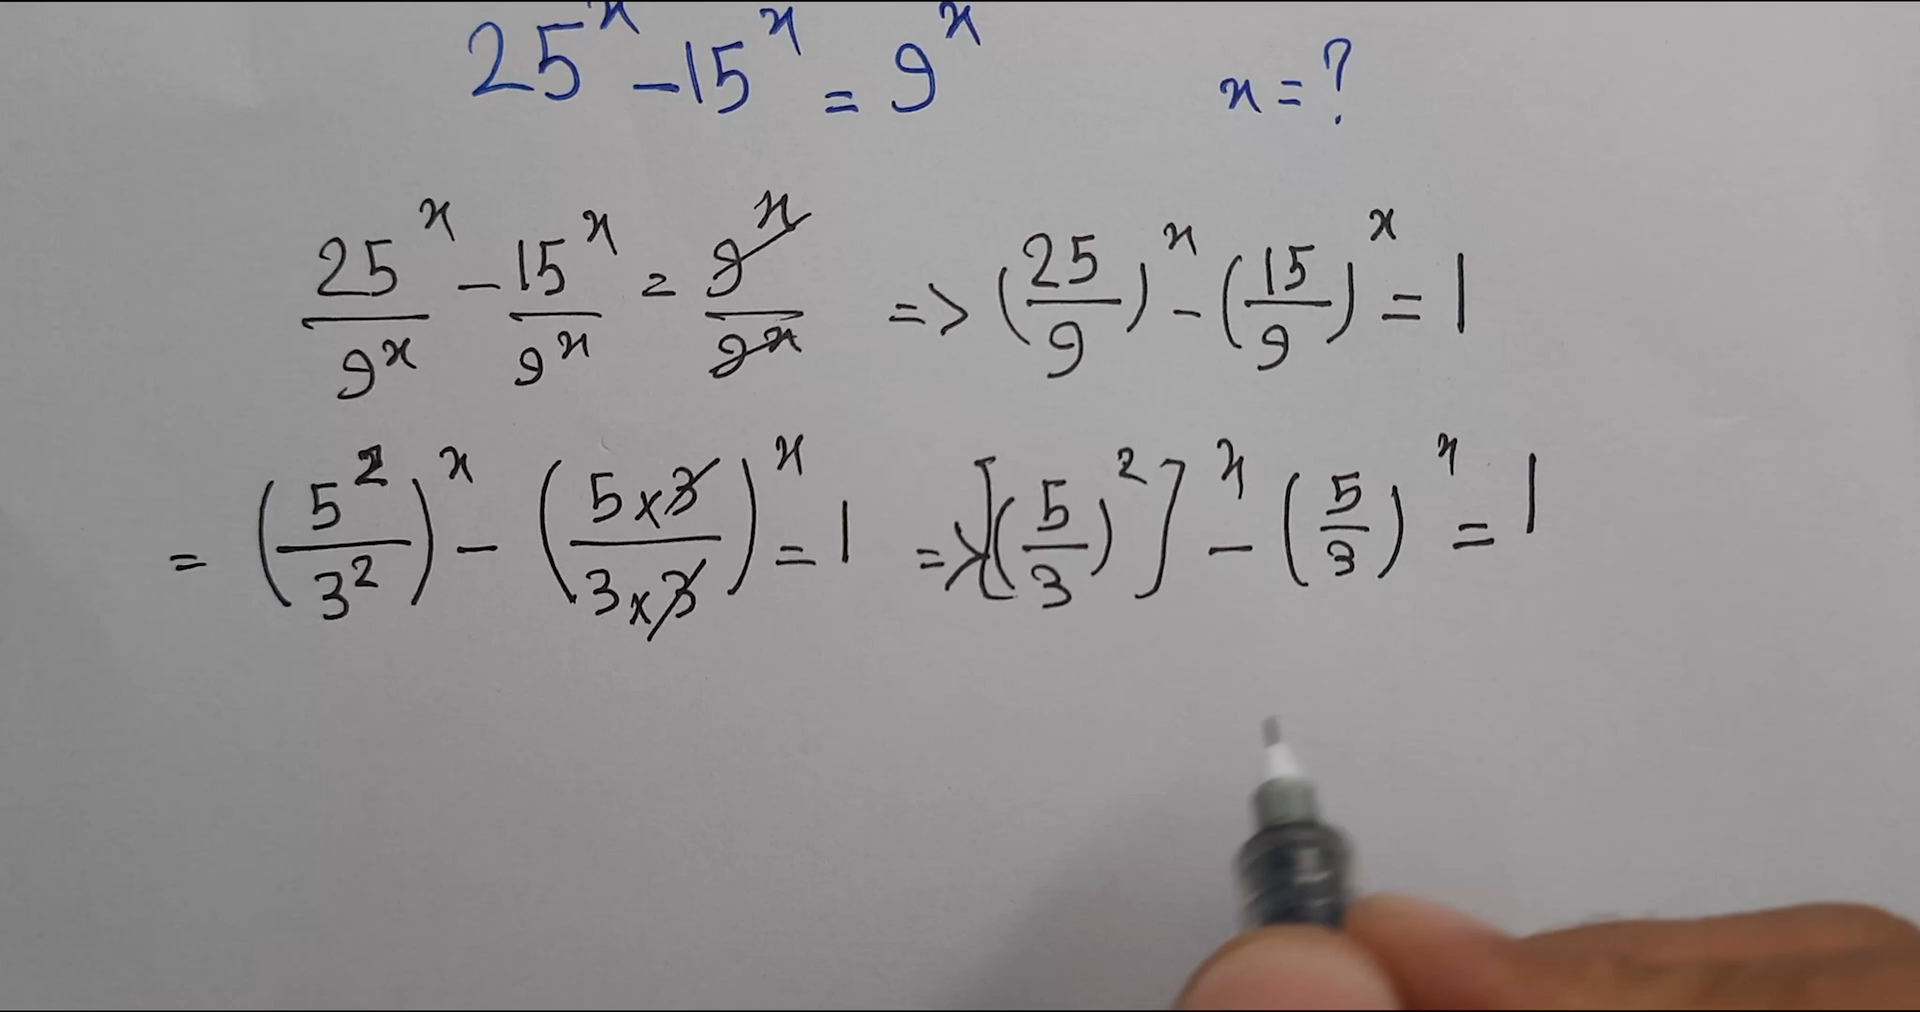 25^x - 15^x = 9^x x = ?
25^x/9^x - 15^x/9^x = 9^x/9^x => (25/9)^x - (15/9)^x = 1
= (5^2/3^2)^x - (5×3/3×3)^x = 1 => [(5/3)^2]^x - (5/3)^x = 1